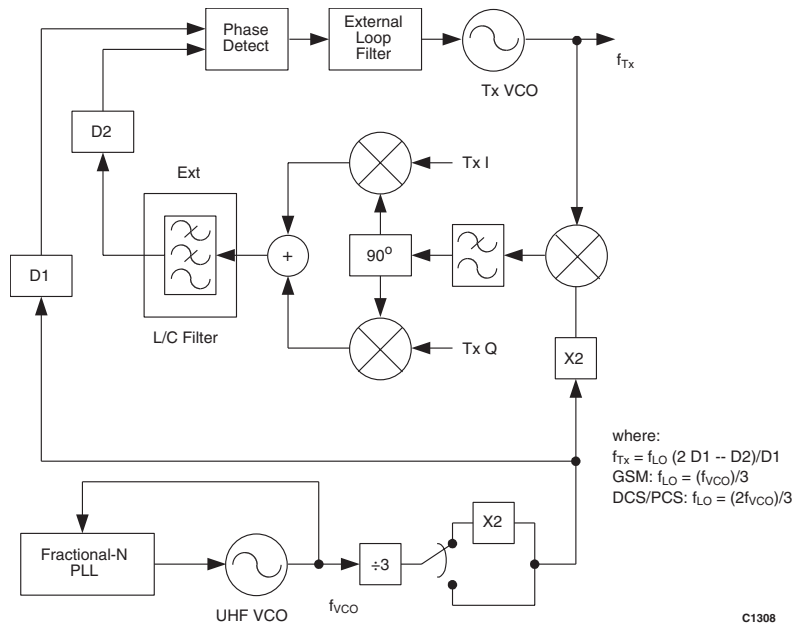 Phase
Detect
External
Loop
Filter
Tx VCO
fTx
D2
Ext
Tx I
90o
+
D1
L/C Filter
Tx Q
X2
where:
fTx = fLO (2 D1 -- D2)/D1
GSM: fLO = (fVCO)/3
DCS/PCS: fLO = (2fVCO)/3
X2
Fractional-N
PLL
÷3
UHF VCO
fVCO
C1308